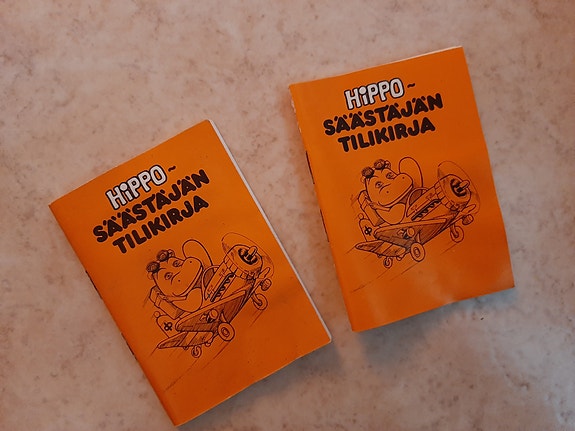 HiPPO-
SÄÄSTÄJÄN
TILIKIRJA
HiPPO-
SÄÄSTÄJÄN
TILIKIRJA